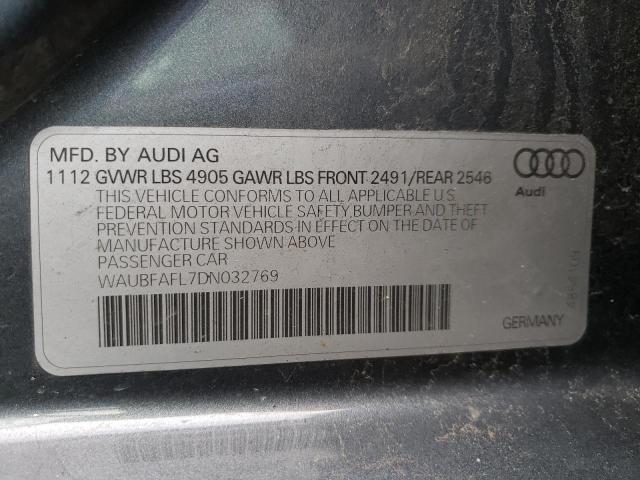 MFD. BY AUDI AG
1112 GVWR LBS 4905 GAWR LBS FRONT 2491/REAR 2546
THIS VEHICLE CONFORMS TO ALL APPLICABLE U.S.
FEDERAL MOTOR VEHICLE SAFETY, BUMPER AND THEFT
PREVENTION STANDARDS IN EFFECT ON THE DATE OF
MANUFACTURE SHOWN ABOVE
PASSENGER CAR
WAUBFAFL7DN032769
Audi
GERMANY